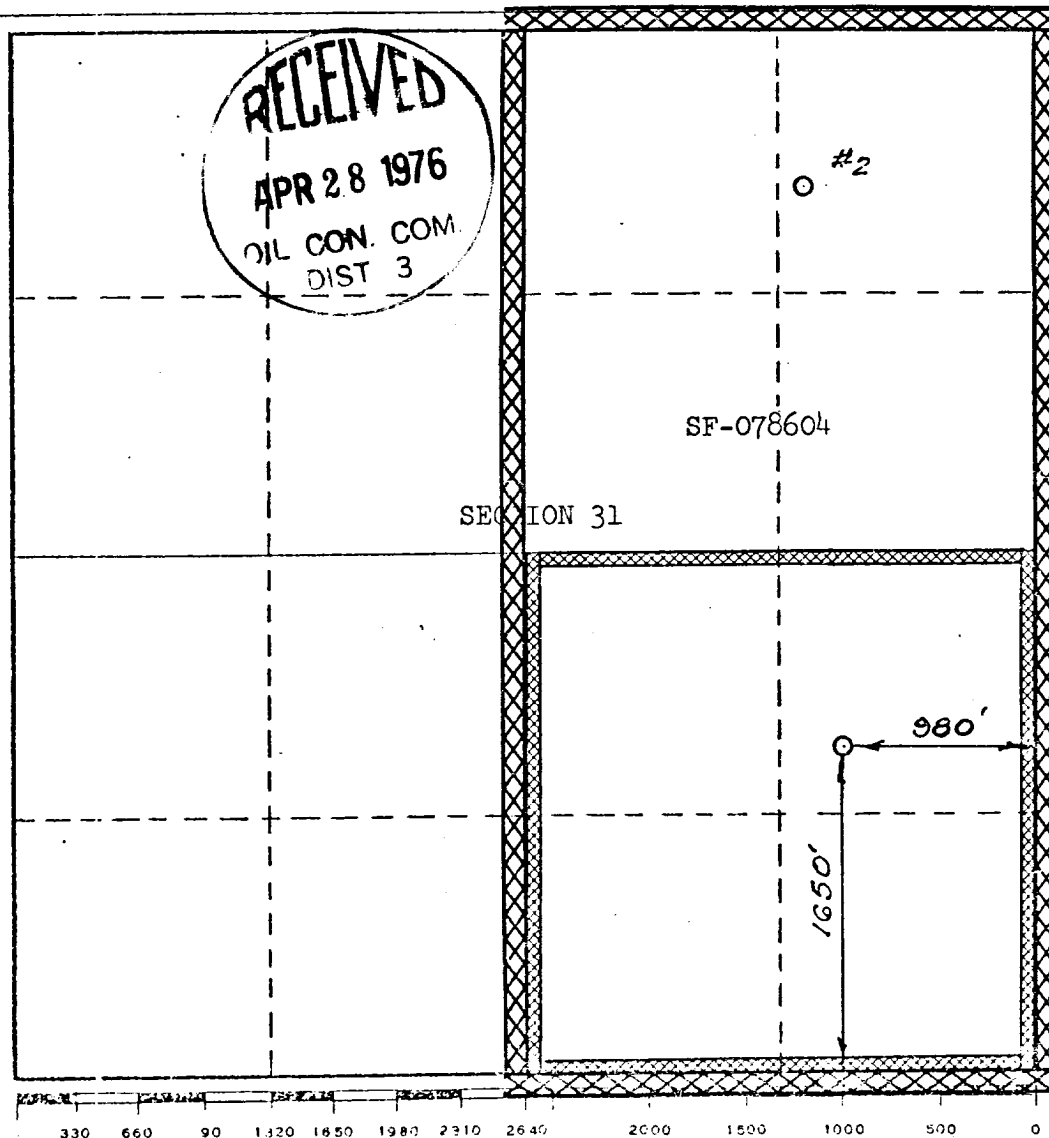 RECEIVED
APR 28 1976
OIL CON. COM.
DIST 3
#2
SF-078604
SECTION 31
980'
1650'
330 660 90 1320 1650 1980 2310 2640 2000 1500 1000 500 0